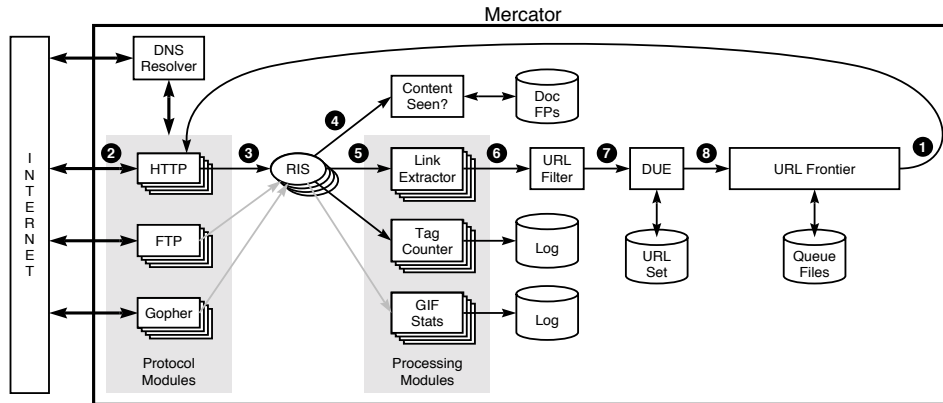 Mercator
INTERNET
DNS
Resolver
Content
Seen?
Doc
FPs
4
1
2
HTTP
3
RIS
5
Link
Extractor
6
URL
Filter
7
DUE
8
URL Frontier
FTP
Tag
Counter
Log
URL
Set
Queue
Files
Gopher
GIF
Stats
Log
Protocol
Modules
Processing
Modules